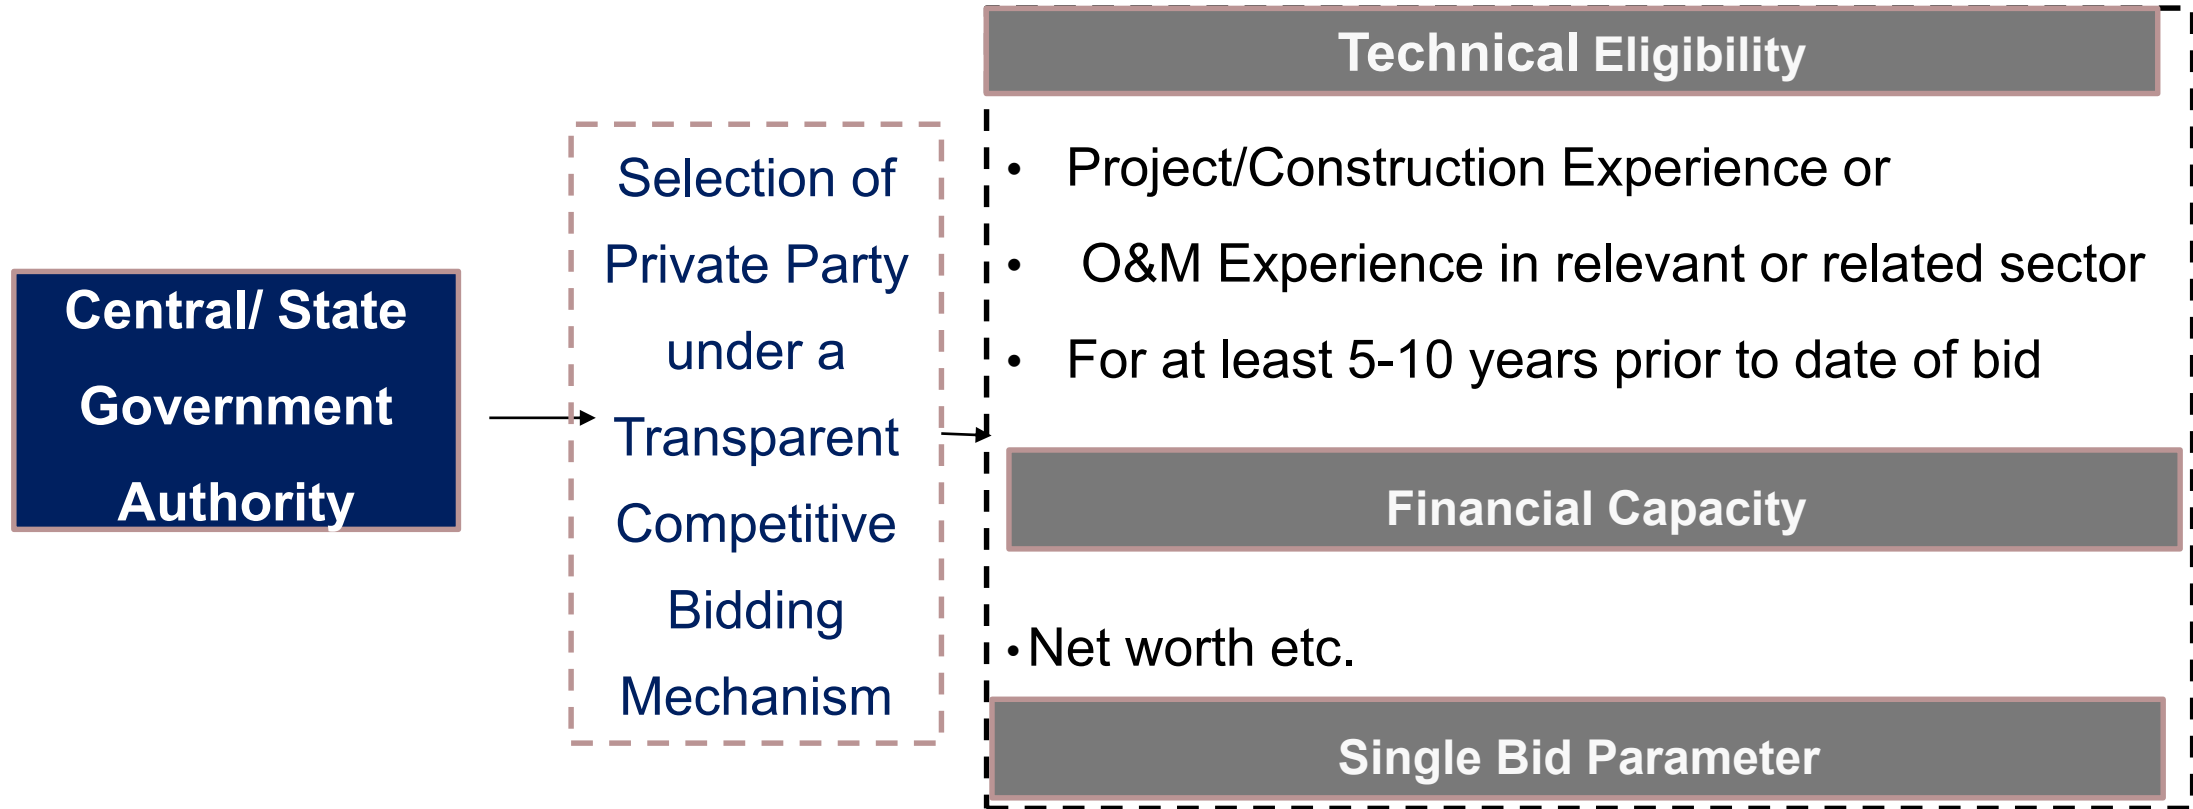 Central/ State
Government
Authority
Selection of
Private Party
under a
Transparent
Competitive
Bidding
Mechanism
Technical Eligibility
• Project/Construction Experience or
• O&M Experience in relevant or related sector
• For at least 5-10 years prior to date of bid
Financial Capacity
• Net worth etc.
Single Bid Parameter